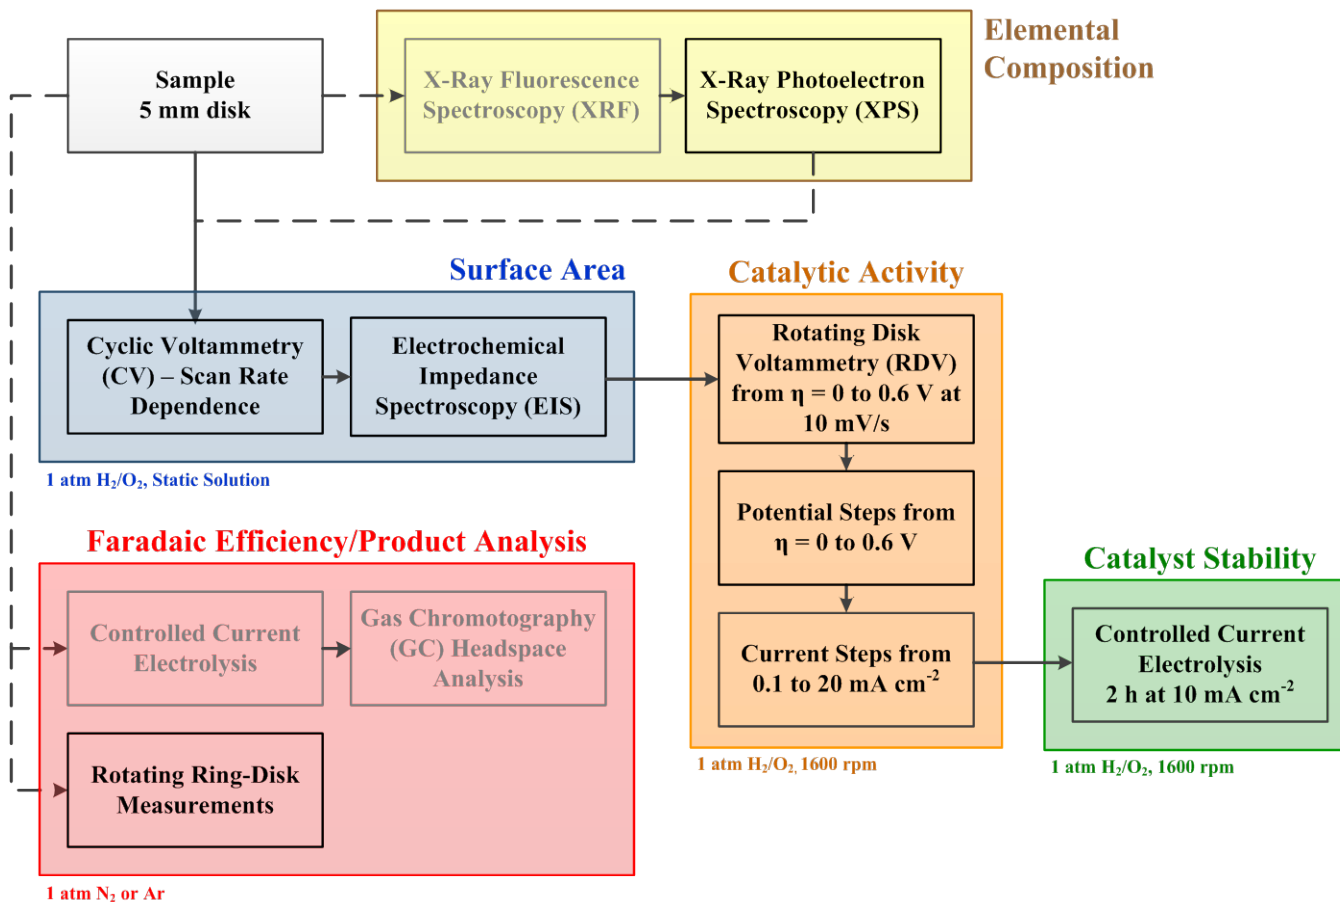 Sample
5 mm disk
X-Ray Fluorescence
Spectroscopy (XRF)
X-Ray Photoelectron
Spectroscopy (XPS)
Elemental
Composition
Surface Area
Cyclic Voltammetry
(CV) – Scan Rate
Dependence
Electrochemical
Impedance
Spectroscopy (EIS)
1 atm H₂/O₂, Static Solution
Catalytic Activity
Rotating Disk
Voltammetry (RDV)
from η = 0 to 0.6 V at
10 mV/s
Potential Steps from
η = 0 to 0.6 V
Current Steps from
0.1 to 20 mA cm⁻²
1 atm H₂/O₂, 1600 rpm
Faradaic Efficiency/Product Analysis
Controlled Current
Electrolysis
Gas Chromotography
(GC) Headspace
Analysis
Rotating Ring-Disk
Measurements
1 atm N₂ or Ar
Catalyst Stability
Controlled Current
Electrolysis
2 h at 10 mA cm⁻²
1 atm H₂/O₂, 1600 rpm